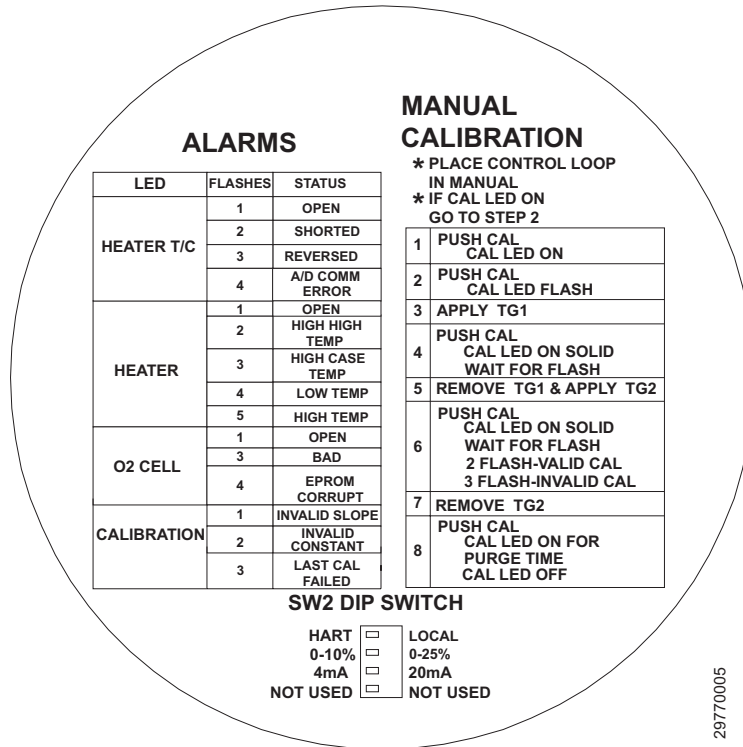 ALARMS
LED FLASHES STATUS
HEATER T/C
1 OPEN
2 SHORTED
3 REVERSED
4 A/D COMM
ERROR
HEATER
1 OPEN
2 HIGH HIGH
TEMP
3 HIGH CASE
TEMP
4 LOW TEMP
5 HIGH TEMP
O2 CELL
1 OPEN
3 BAD
4 EPROM
CORRUPT
CALIBRATION
1 INVALID SLOPE
2 INVALID
CONSTANT
3 LAST CAL
FAILED
MANUAL
CALIBRATION
* PLACE CONTROL LOOP
IN MANUAL
* IF CAL LED ON
GO TO STEP 2
1 PUSH CAL
CAL LED ON
2 PUSH CAL
CAL LED FLASH
3 APPLY TG1
4 PUSH CAL
CAL LED ON SOLID
WAIT FOR FLASH
5 REMOVE TG1 & APPLY TG2
6 PUSH CAL
CAL LED ON SOLID
WAIT FOR FLASH
2 FLASH-VALID CAL
3 FLASH-INVALID CAL
7 REMOVE TG2
8 PUSH CAL
CAL LED ON FOR
PURGE TIME
CAL LED OFF
SW2 DIP SWITCH
HART LOCAL
0-10% 0-25%
4mA 20mA
NOT USED NOT USED
29770005